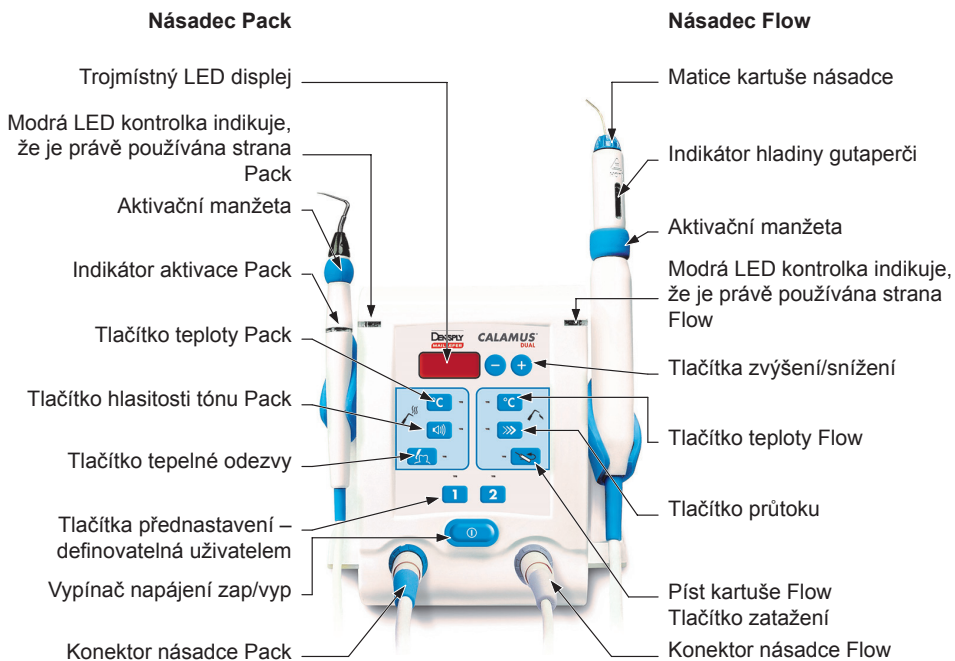 Násadec Pack
Trojmístný LED displej
Modrá LED kontrolka indikuje,
že je právě používána strana
Pack
Aktivační manžeta
Indikátor aktivace Pack
Tlačítko teploty Pack
Tlačítko hlasitosti tónu Pack
Tlačítko tepelné odezvy
Tlačítka přednastavení –
definovatelná uživatelem
Vypínač napájení zap/vyp
Konektor násadce Pack
DENTSPLY
MAILLEFER
CALAMUS®
DUAL
− +
°C °C
1 2
Násadec Flow
Matice kartuše násadce
Indikátor hladiny gutaperči
Aktivační manžeta
Modrá LED kontrolka indikuje,
že je právě používána strana
Flow
Tlačítka zvýšení/snížení
Tlačítko teploty Flow
Tlačítko průtoku
Píst kartuše Flow
Tlačítko zatažení
Konektor násadce Flow